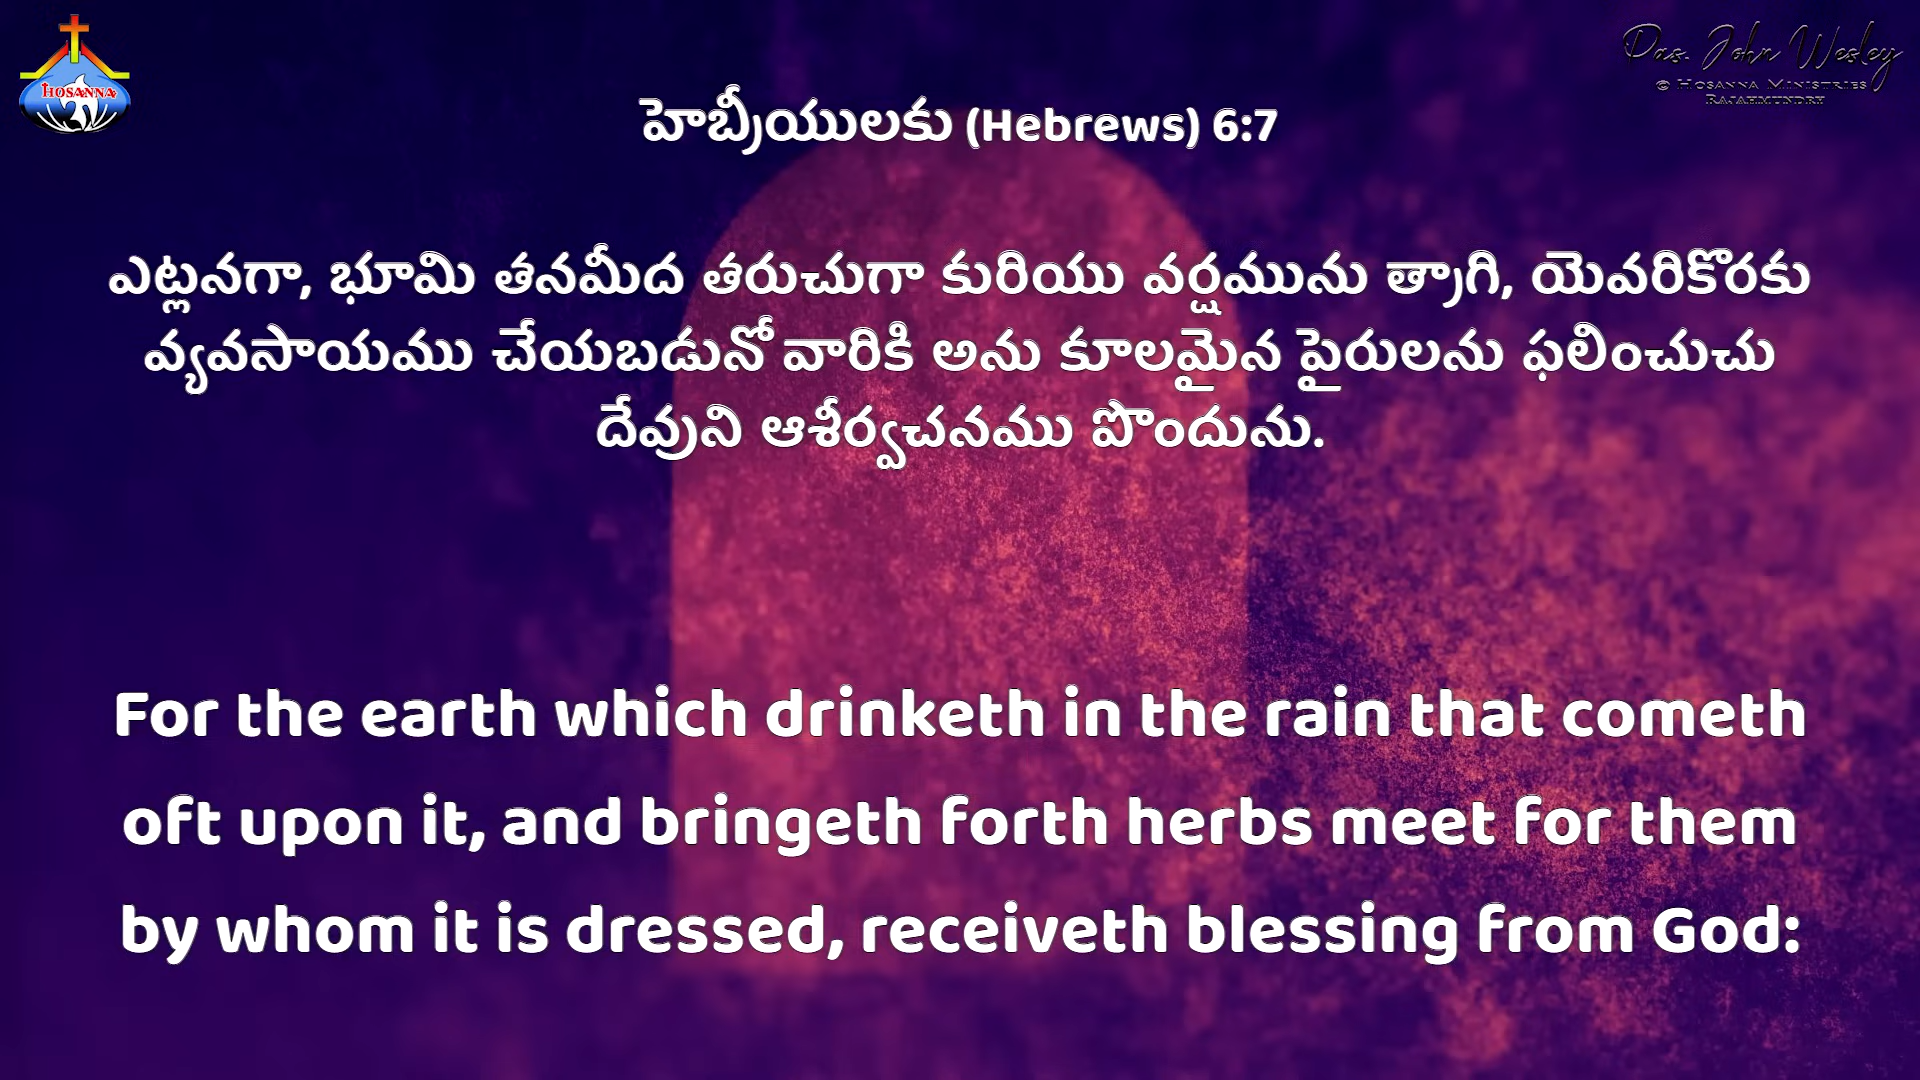 HOSANNA
Pas. John Wesley
© HOSANNA MINISTRIES
RAJAHMUNDRY
హెబ్రీయులకు (Hebrews) 6:7
ఎట్లనగా, భూమి తనమీద తరుచుగా కురియు వర్షమును త్రాగి, యెవరికొరకు
వ్యవసాయము చేయబడునో వారికి అను కూలమైన పైరులను ఫలించుచు
దేవుని ఆశీర్వచనము పొందును.
For the earth which drinketh in the rain that cometh
oft upon it, and bringeth forth herbs meet for them
by whom it is dressed, receiveth blessing from God: